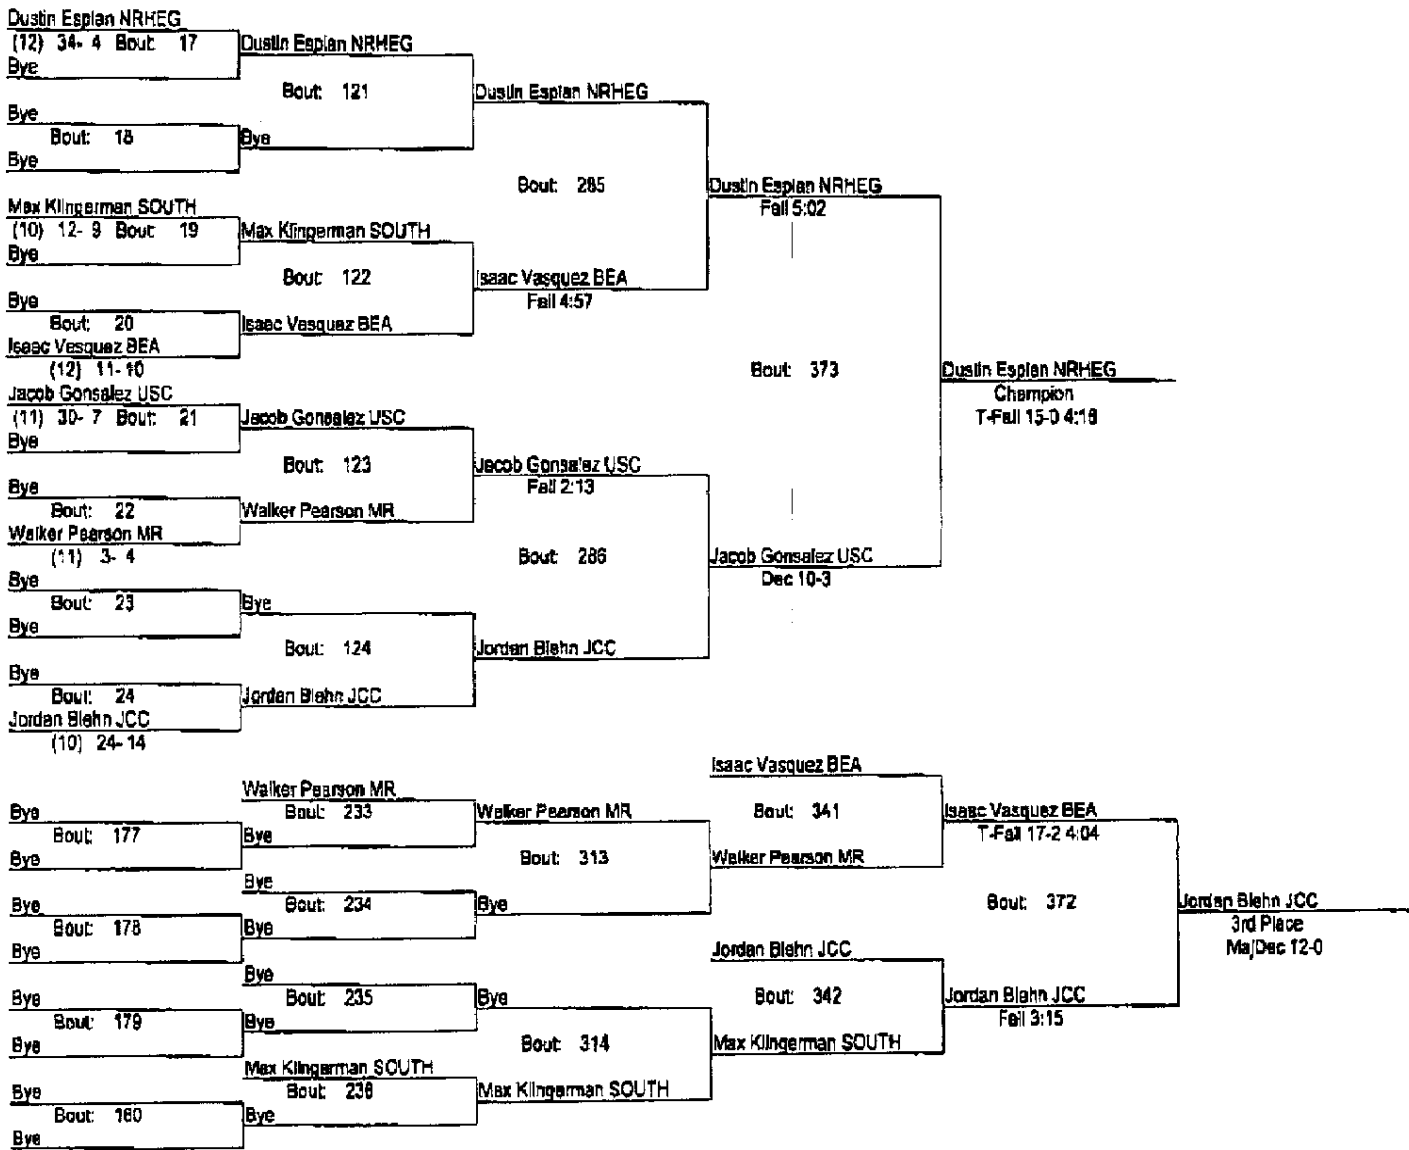 Dustin Esplan NRHEG
(12) 34- 4 Bout: 17
Bye
Dustin Esplan NRHEG
Bout: 121
Bye
Bout: 18
Bye
Bye
Dustin Esplan NRHEG
Bout: 285
Max Klingerman SOUTH
(10) 12- 9 Bout: 19
Bye
Max Klingerman SOUTH
Bout: 122
Bye
Bout: 20
Isaac Vasquez BEA
(12) 11- 10
Isaac Vasquez BEA
Isaac Vasquez BEA
Fall 4:57
Dustin Esplan NRHEG
Fall 5:02
Bout: 373
Jacob Gonsalez USC
(11) 30- 7 Bout: 21
Bye
Jacob Gonsalez USC
Bout: 123
Bye
Bout: 22
Walker Pearson MR
(11) 3- 4
Walker Pearson MR
Jacob Gonsalez USC
Fall 2:13
Bout: 286
Bye
Bout: 23
Bye
Bye
Bout: 124
Bye
Bout: 24
Jordan Blehn JCC
(10) 24- 14
Jordan Blehn JCC
Jordan Blehn JCC
Jacob Gonsalez USC
Dec 10-3
Dustin Esplan NRHEG
Champion
T-Fall 15-0 4:16
Bye
Bout: 177
Bye
Walker Pearson MR
Bout: 233
Bye
Walker Pearson MR
Bout: 313
Bye
Bout: 178
Bye
Bye
Bout: 234
Bye
Bye
Isaac Vasquez BEA
Bout: 341
Walker Pearson MR
Isaac Vasquez BEA
T-Fall 17-2 4:04
Bout: 372
Bye
Bout: 179
Bye
Bye
Bout: 235
Bye
Bye
Bout: 314
Bye
Bout: 180
Bye
Max Klingerman SOUTH
Bout: 236
Bye
Max Klingerman SOUTH
Jordan Blehn JCC
Bout: 342
Max Klingerman SOUTH
Jordan Blehn JCC
Fall 3:15
Jordan Blehn JCC
3rd Place
MajDec 12-0